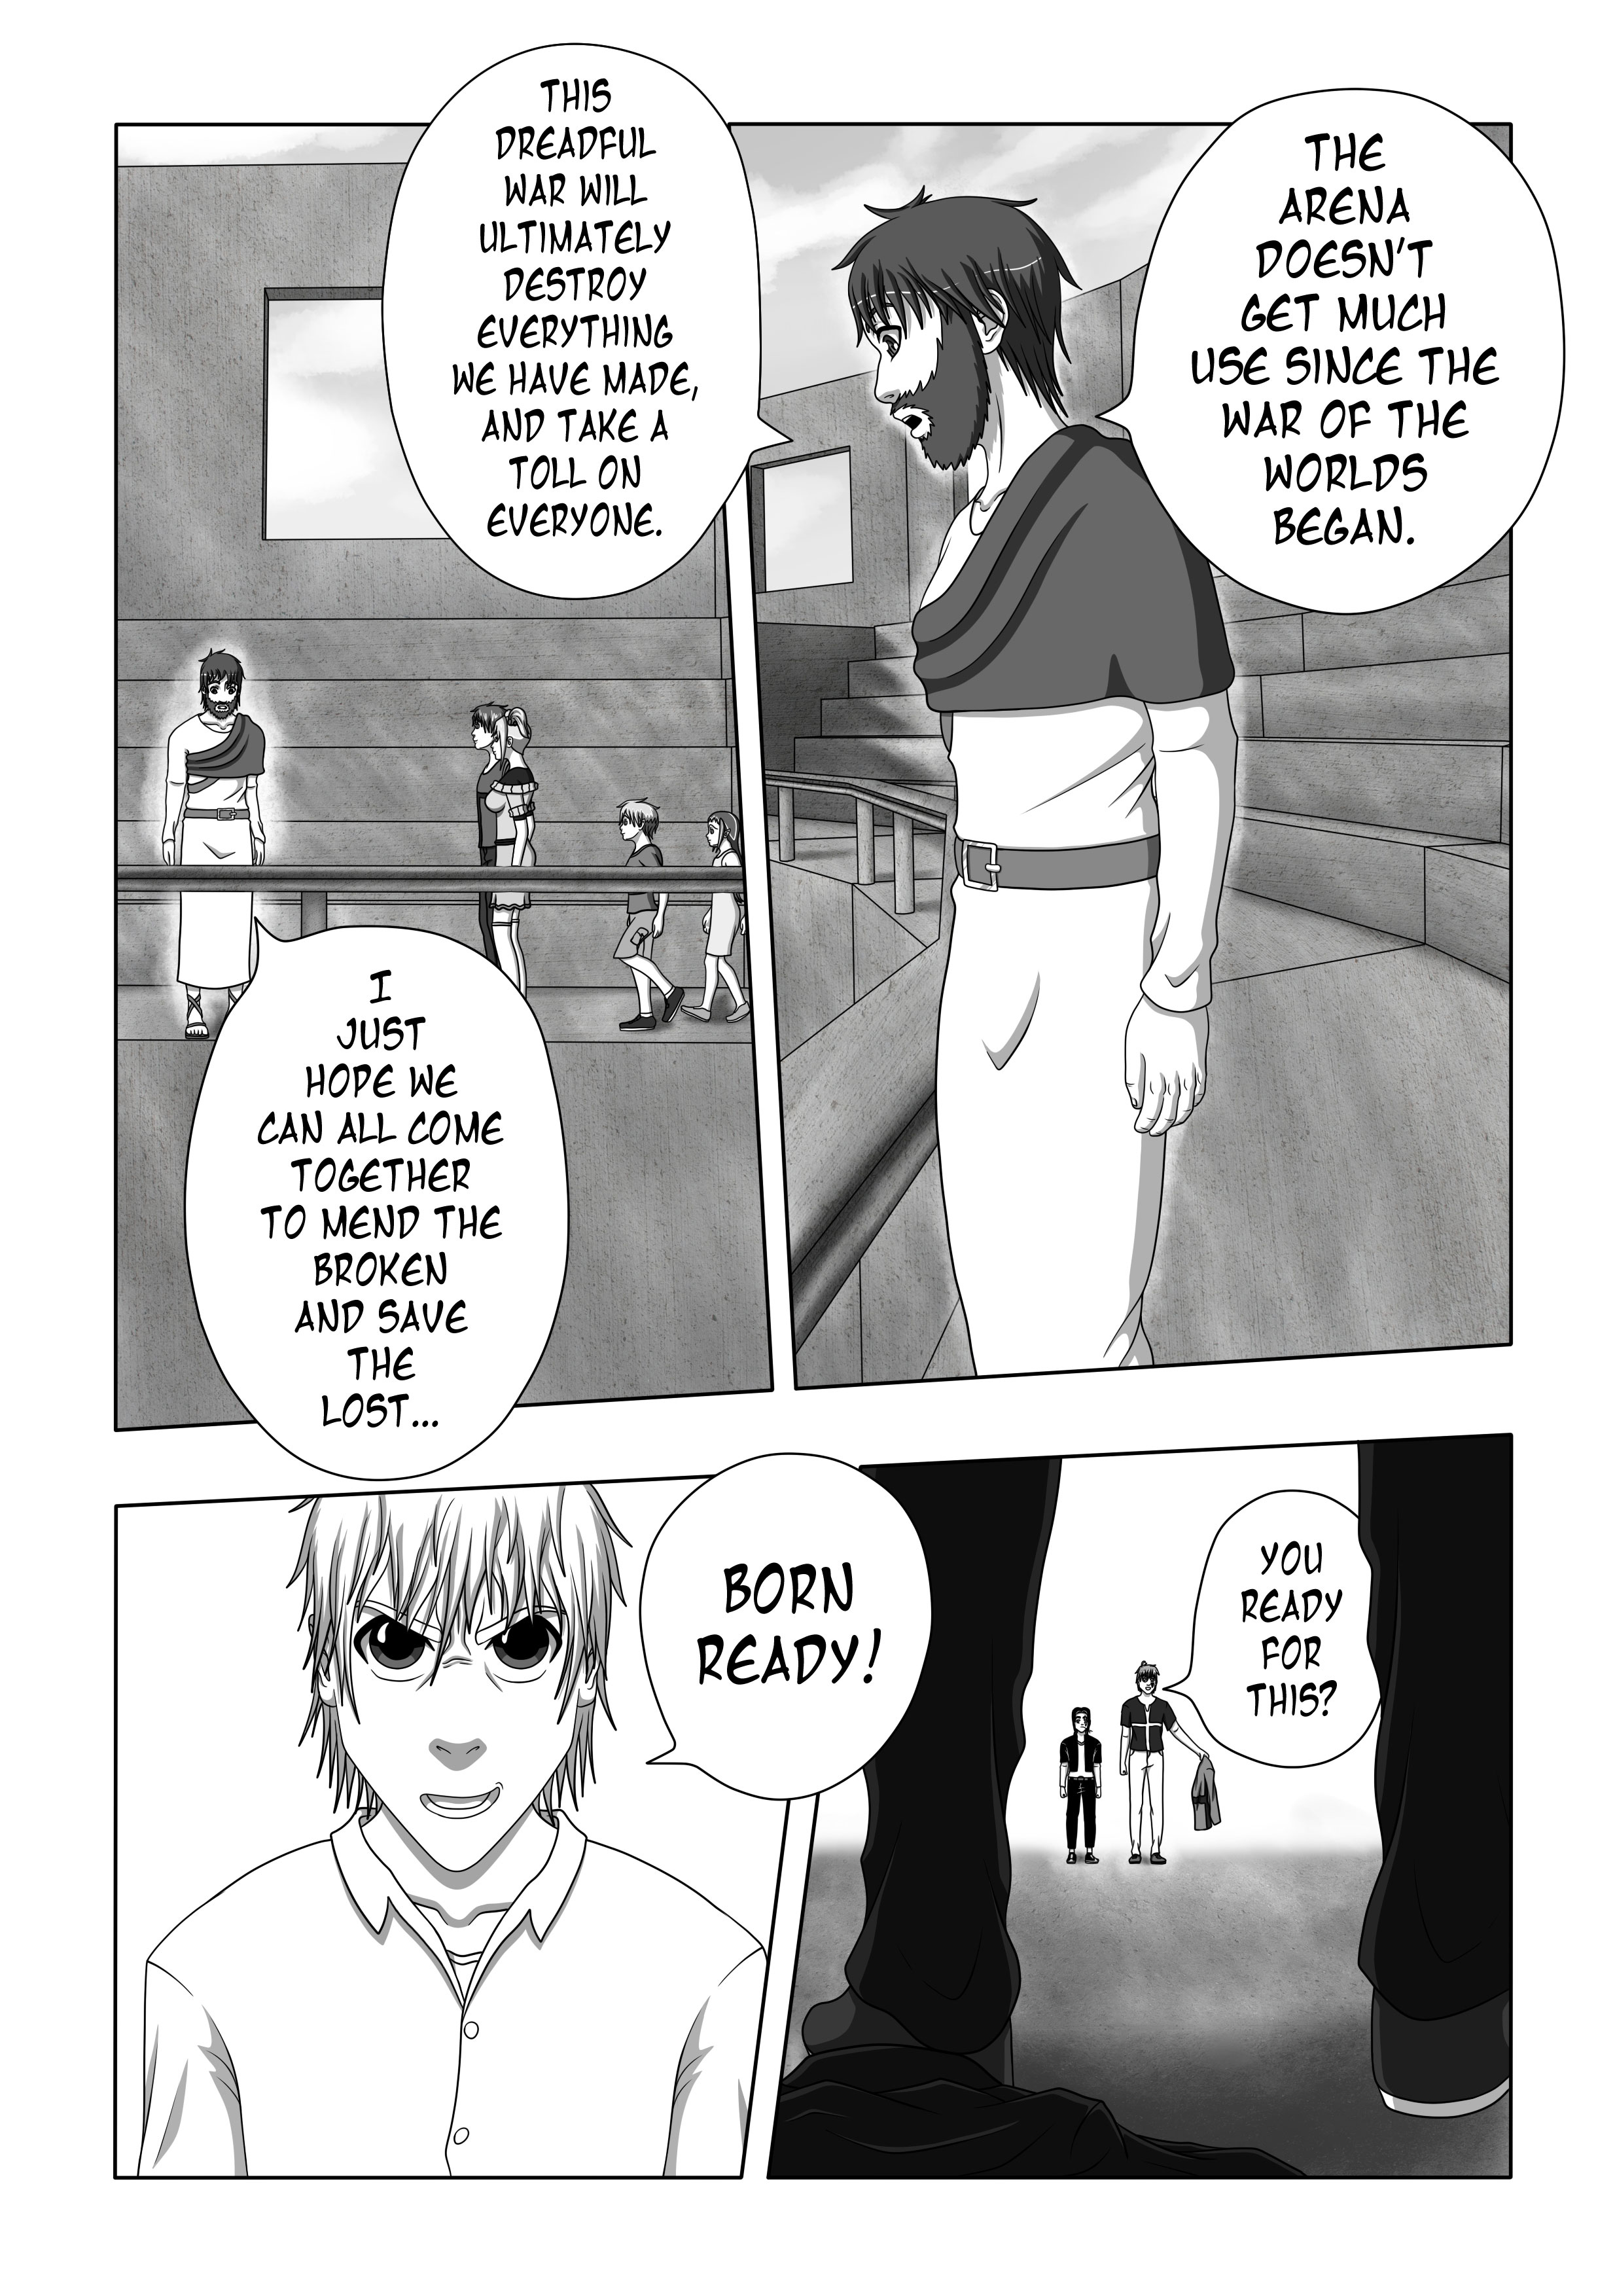 THE
ARENA
DOESN'T
GET MUCH
USE SINCE THE
WAR OF THE
WORLDS
BEGAN.
THIS
DREADFUL
WAR WILL
ULTIMATELY
DESTROY
EVERYTHING
WE HAVE MADE,
AND TAKE A
TOLL ON
EVERYONE.
I
JUST
HOPE WE
CAN ALL COME
TOGETHER
TO MEND THE
BROKEN
AND SAVE
THE
LOST...
YOU
READY
FOR
THIS?
BORN
READY!